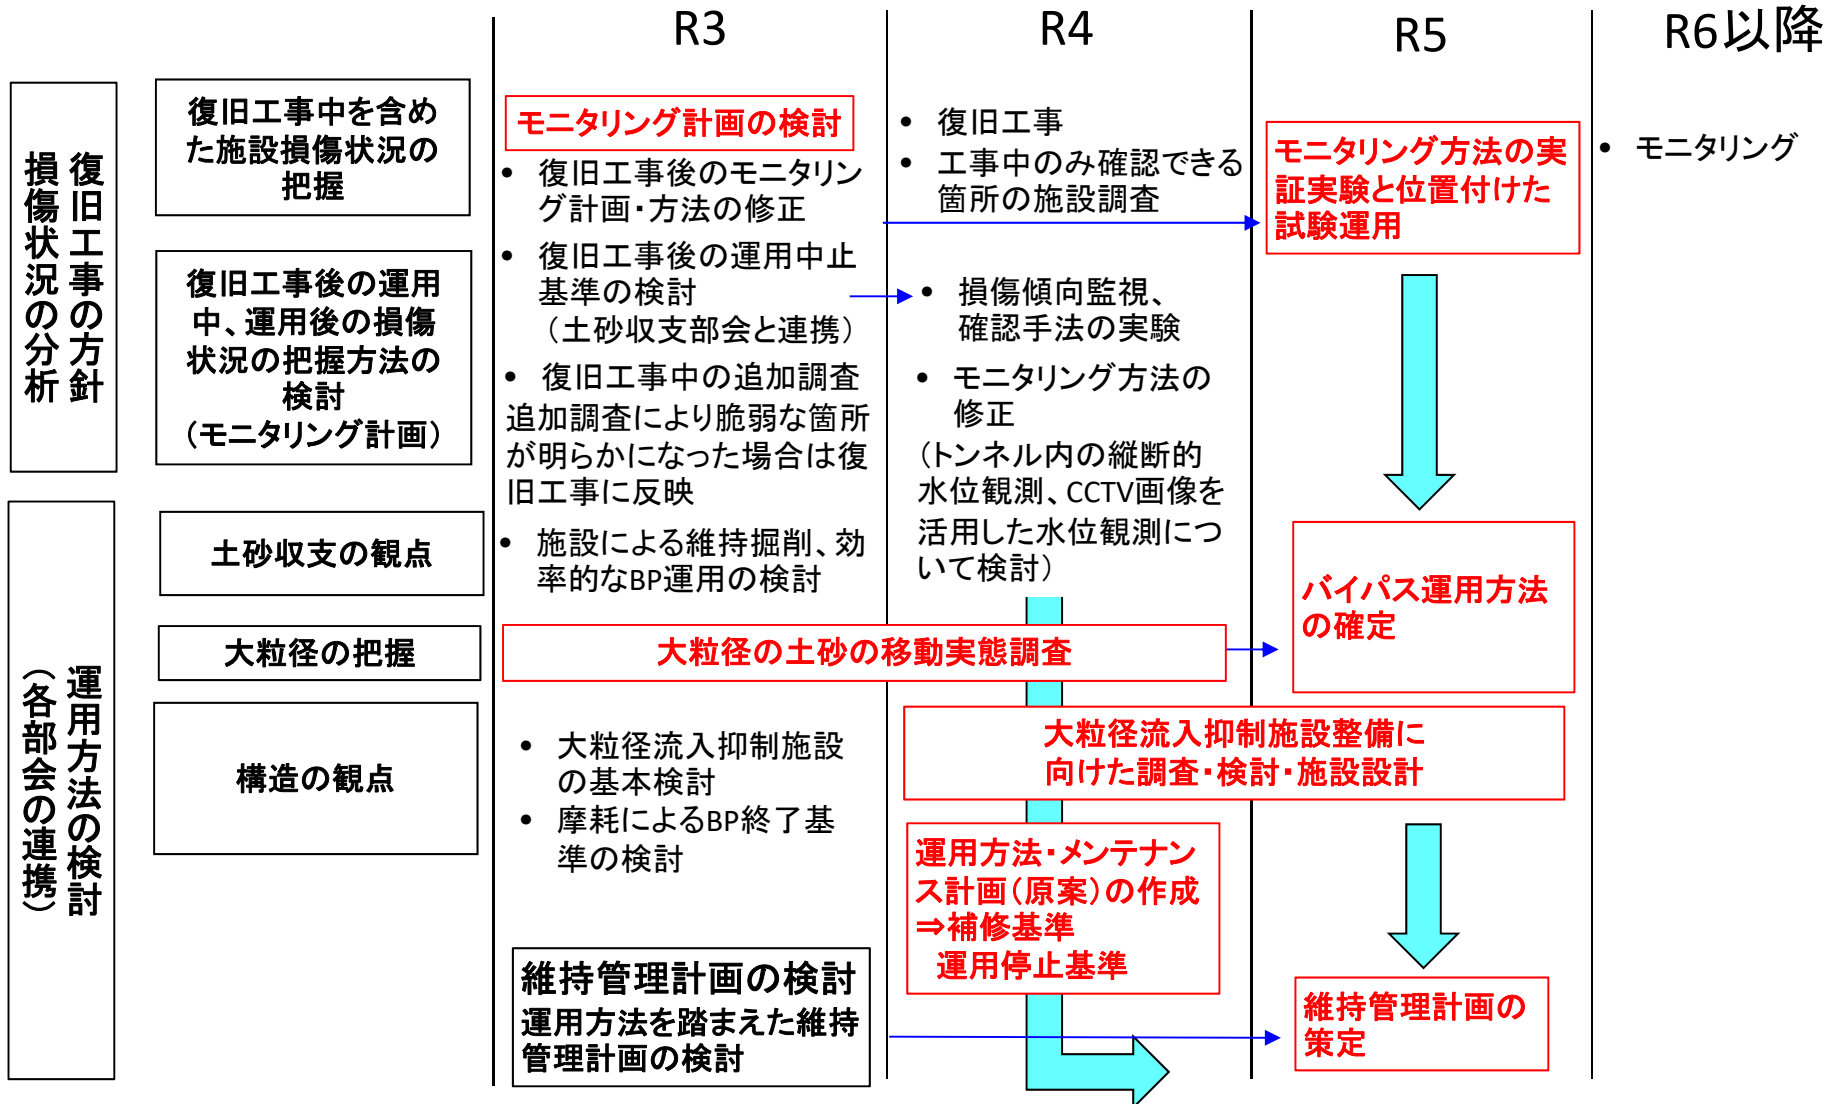 R3
R4
R5
R6以降
復旧工事の方針
損傷状況の分析
復旧工事中を含め
た施設損傷状況の
把握
復旧工事後の運用
中、運用後の損傷
状況の把握方法の
検討
（モニタリング計画）
モニタリング計画の検討
• 復旧工事後のモニタリン
グ計画・方法の修正
• 復旧工事後の運用中止
基準の検討
（土砂収支部会と連携）
• 復旧工事中の追加調査
追加調査により脆弱な箇所
が明らかになった場合は復
旧工事に反映
• 復旧工事
• 工事中のみ確認できる
箇所の施設調査
• 損傷傾向監視、
確認手法の実験
• モニタリング方法の
修正
（トンネル内の縦断的
水位観測、CCTV画像を
活用した水位観測につ
いて検討）
モニタリング方法の実
証実験と位置付けた
試験運用
• モニタリング
運用方法の検討
（各部会の連携）
土砂収支の観点
• 施設による維持掘削、効
率的なBP運用の検討
バイパス運用方法
の確定
大粒径の把握
大粒径の土砂の移動実態調査
構造の観点
• 大粒径流入抑制施設
の基本検討
• 摩耗によるBP終了基
準の検討
大粒径流入抑制施設整備に
向けた調査・検討・施設設計
運用方法・メンテナン
ス計画（原案）の作成
⇒補修基準
運用停止基準
維持管理計画の検討
運用方法を踏まえた維持
管理計画の検討
維持管理計画の
策定